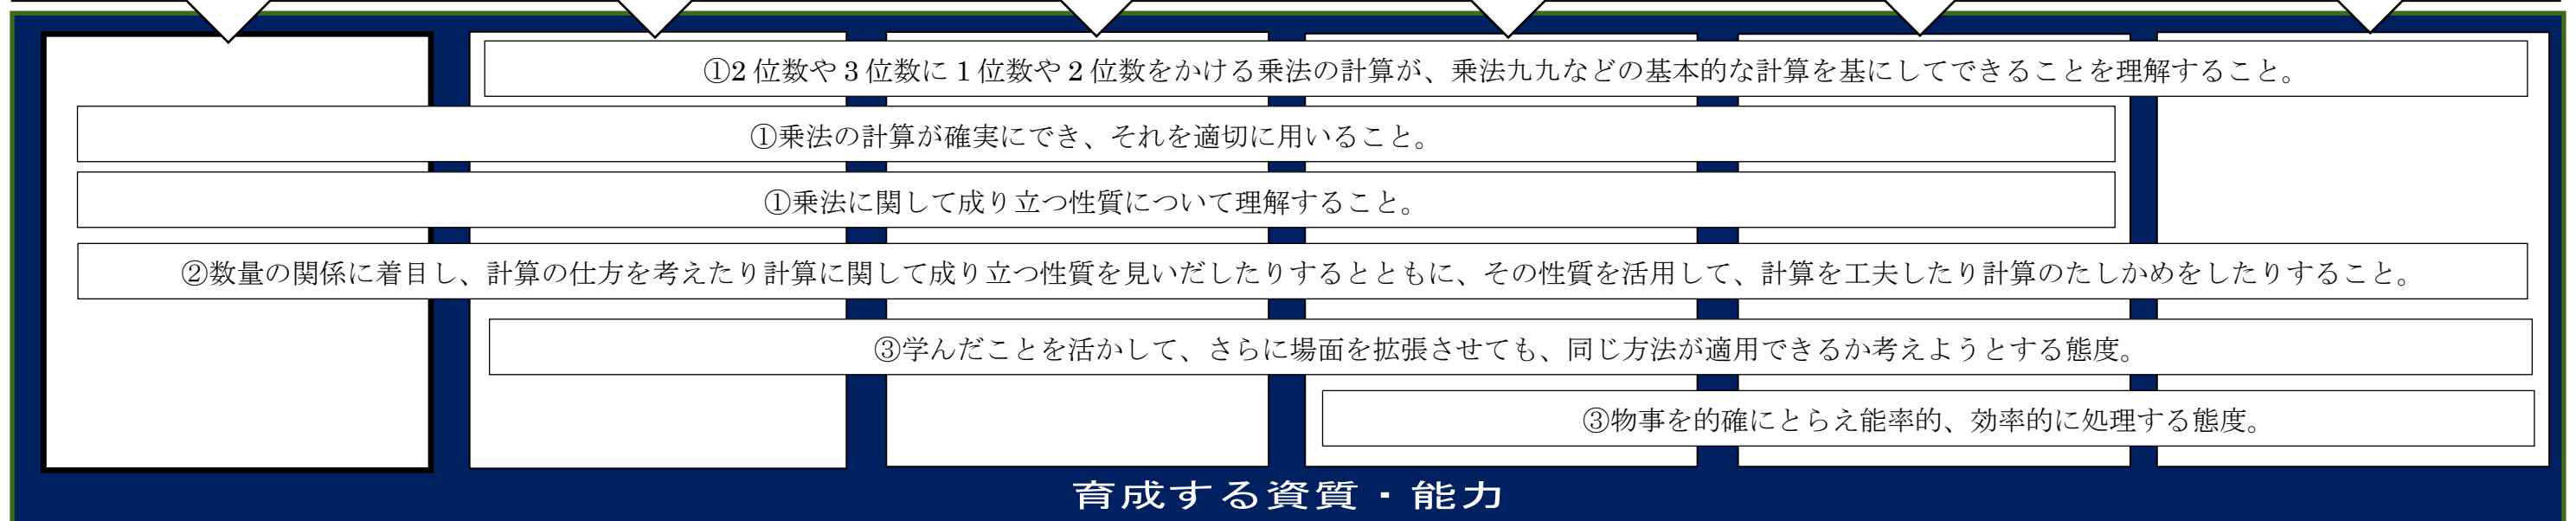 ①2位数や3位数に1位数や2位数をかける乗法の計算が、乗法九九などの基本的な計算を基にしてできることを理解すること。
①乗法の計算が確実にでき、それを適切に用いること。
①乗法に関して成り立つ性質について理解すること。
②数量の関係に着目し、計算の仕方を考えたり計算に関して成り立つ性質を見いだしたりするとともに、その性質を活用して、計算を工夫したり計算のたしかめをしたりすること。
③学んだことを活かして、さらに場面を拡張させても、同じ方法が適用できるか考えようとする態度。
③物事を的確にとらえ能率的、効率的に処理する態度。
育成する資質・能力